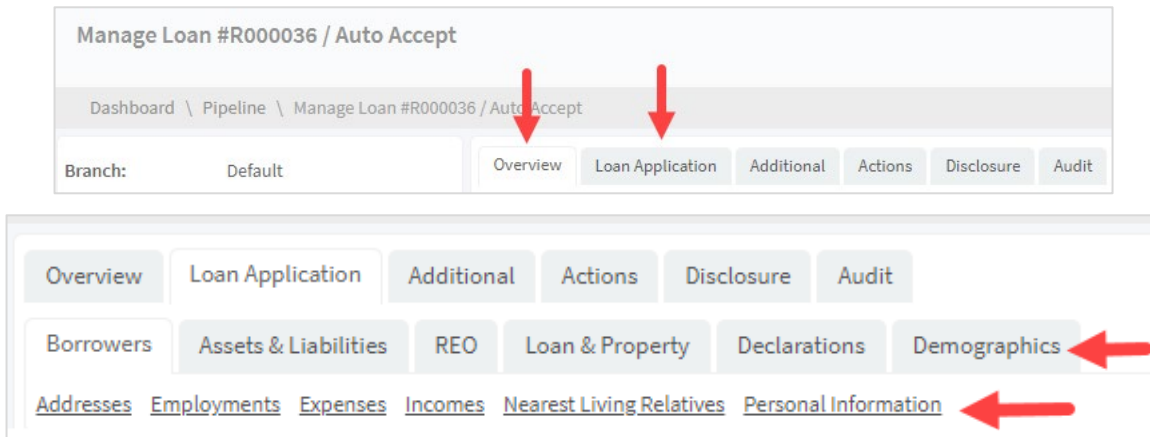 Manage Loan #R000036 / Auto Accept
Dashboard \ Pipeline \ Manage Loan #R000036 / Auto Accept
Branch: Default
Overview Loan Application Additional Actions Disclosure Audit
Overview Loan Application Additional Actions Disclosure Audit
Borrowers Assets & Liabilities REO Loan & Property Declarations Demographics
Addresses Employments Expenses Incomes Nearest Living Relatives Personal Information